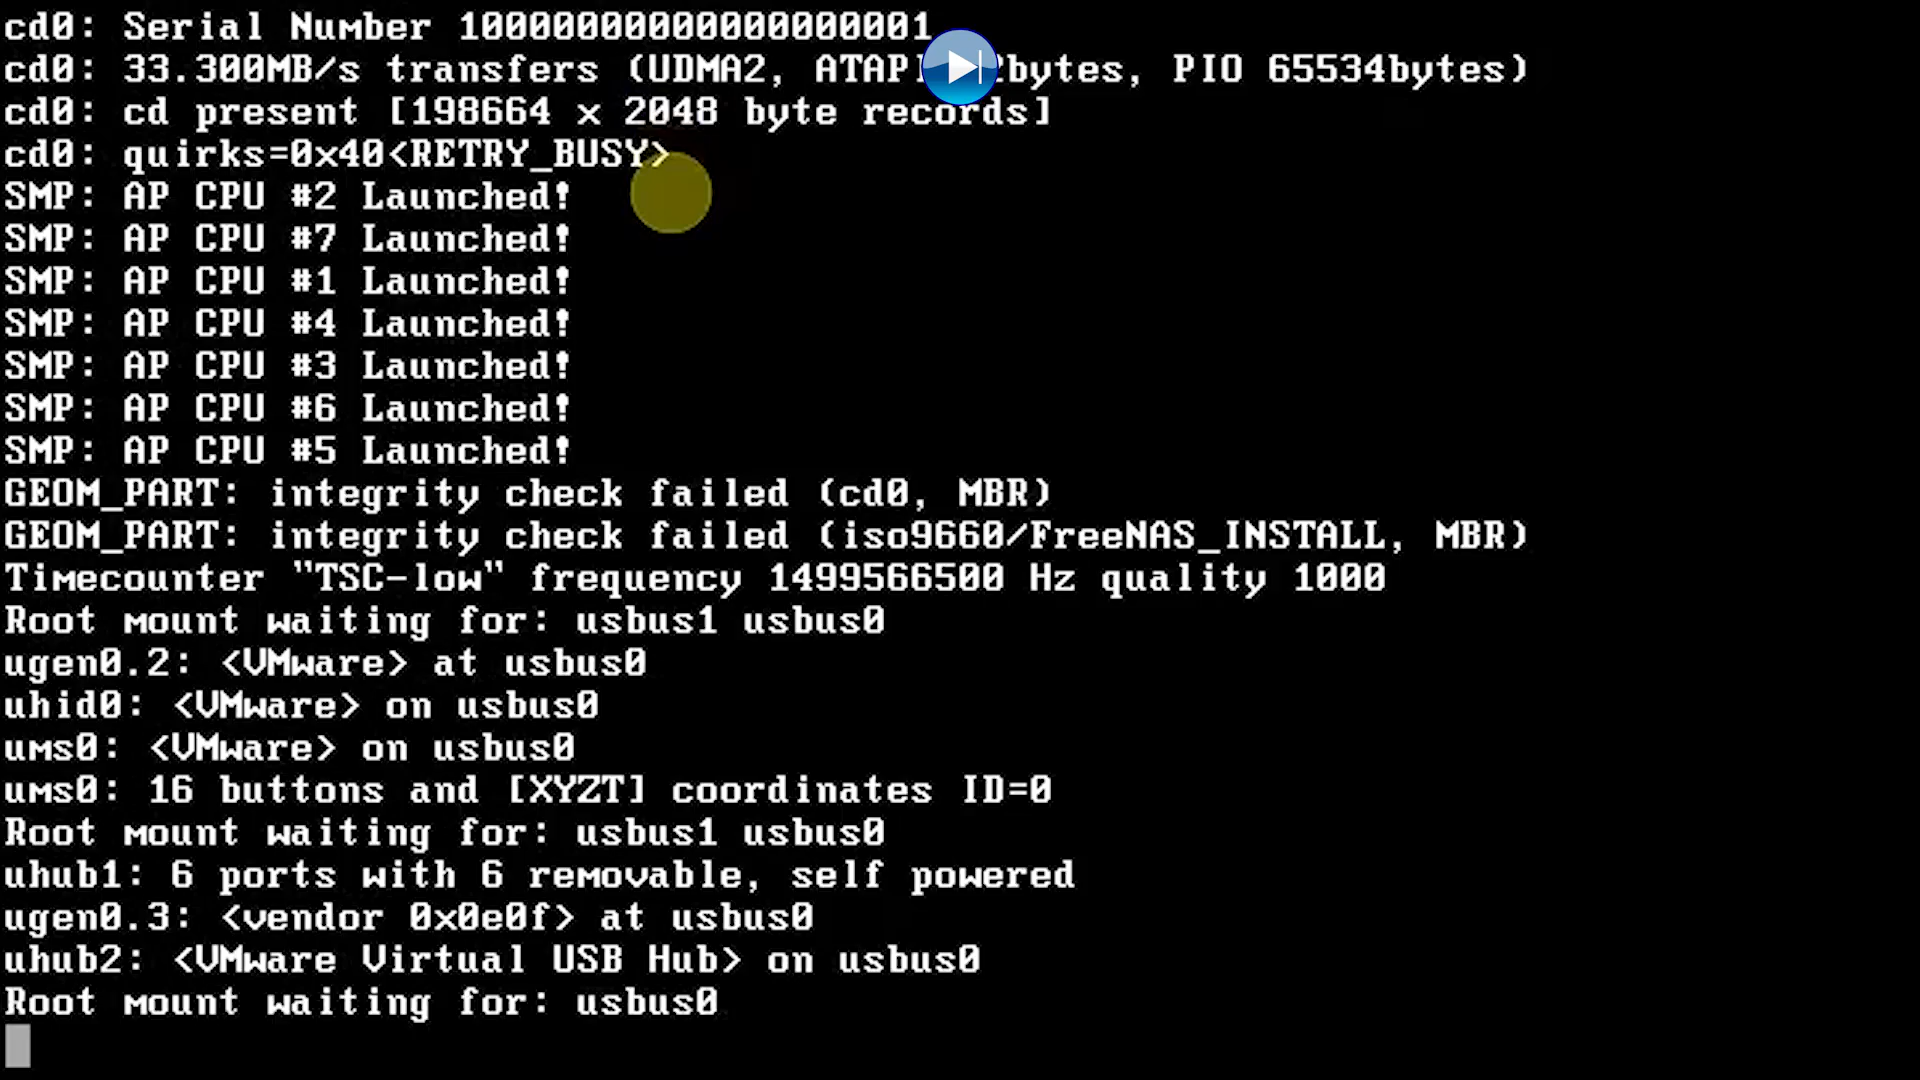 cd0: Serial Number 10000000000000000001
cd0: 33.300MB/s transfers (UDMA2, ATAPI PIO 65534bytes)
cd0: cd present [198664 x 2048 byte records]
cd0: quirks=0x40<RETRY_BUSY>
SMP: AP CPU #2 Launched!
SMP: AP CPU #7 Launched!
SMP: AP CPU #1 Launched!
SMP: AP CPU #4 Launched!
SMP: AP CPU #3 Launched!
SMP: AP CPU #6 Launched!
SMP: AP CPU #5 Launched!
GEOM_PART: integrity check failed (cd0, MBR)
GEOM_PART: integrity check failed (iso9660/FreeNAS_INSTALL, MBR)
Timecounter "TSC-low" frequency 1499566500 Hz quality 1000
Root mount waiting for: usbus1 usbus0
ugen0.2: <VMware> at usbus0
uhid0: <VMware> on usbus0
ums0: <VMware> on usbus0
ums0: 16 buttons and [XYZT] coordinates ID=0
Root mount waiting for: usbus1 usbus0
uhub1: 6 ports with 6 removable, self powered
ugen0.3: <vendor 0x0e0f> at usbus0
uhub2: <VMware Virtual USB Hub> on usbus0
Root mount waiting for: usbus0